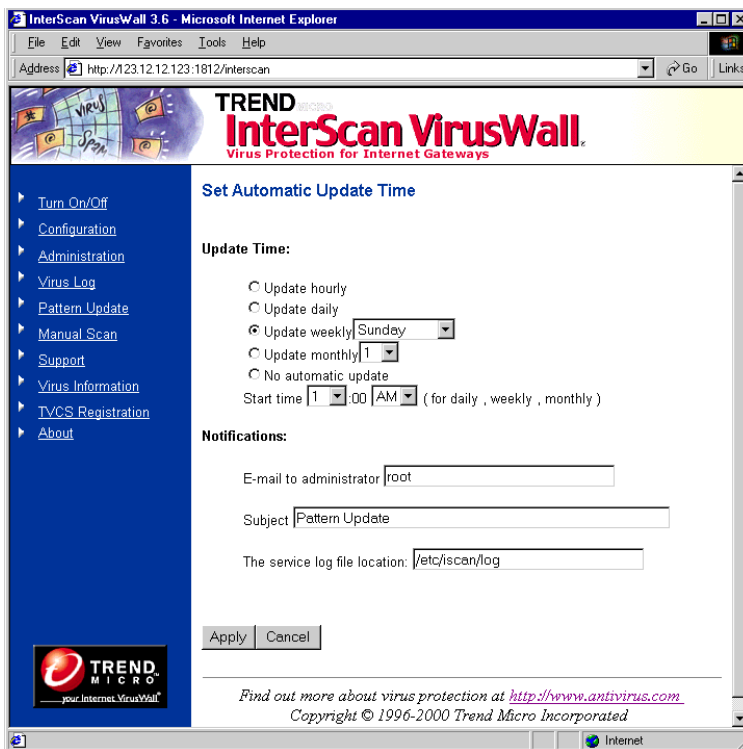 InterScan VirusWall 3.6 - Microsoft Internet Explorer
File Edit View Favorites Tools Help
Address http://123.12.12.123:1812/interscan Go Links
VIRUS
SPAM
TREND MICRO
InterScan VirusWall.
Virus Protection for Internet Gateways
Turn On/Off
Configuration
Administration
Virus Log
Pattern Update
Manual Scan
Support
Virus Information
TVCS Registration
About
Set Automatic Update Time
Update Time:
Update hourly
Update daily
Update weekly Sunday
Update monthly 1
No automatic update
Start time 1 :00 AM ( for daily , weekly , monthly )
Notifications:
E-mail to administrator root
Subject Pattern Update
The service log file location: /etc/iscan/log
Apply Cancel
TREND
MICRO™
your Internet VirusWall®
Find out more about virus protection at http://www.antivirus.com
Copyright © 1996-2000 Trend Micro Incorporated
Internet